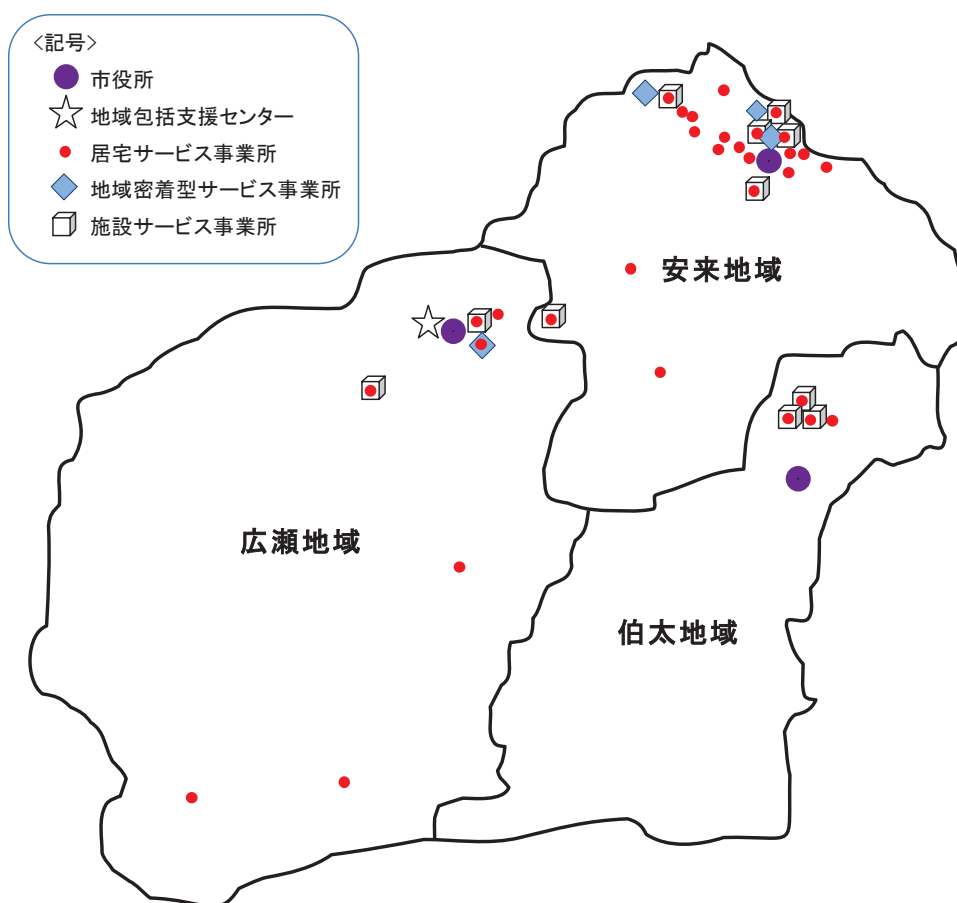 <記号>
市役所
地域包括支援センター
居宅サービス事業所
地域密着型サービス事業所
施設サービス事業所
安来地域
広瀬地域
伯太地域